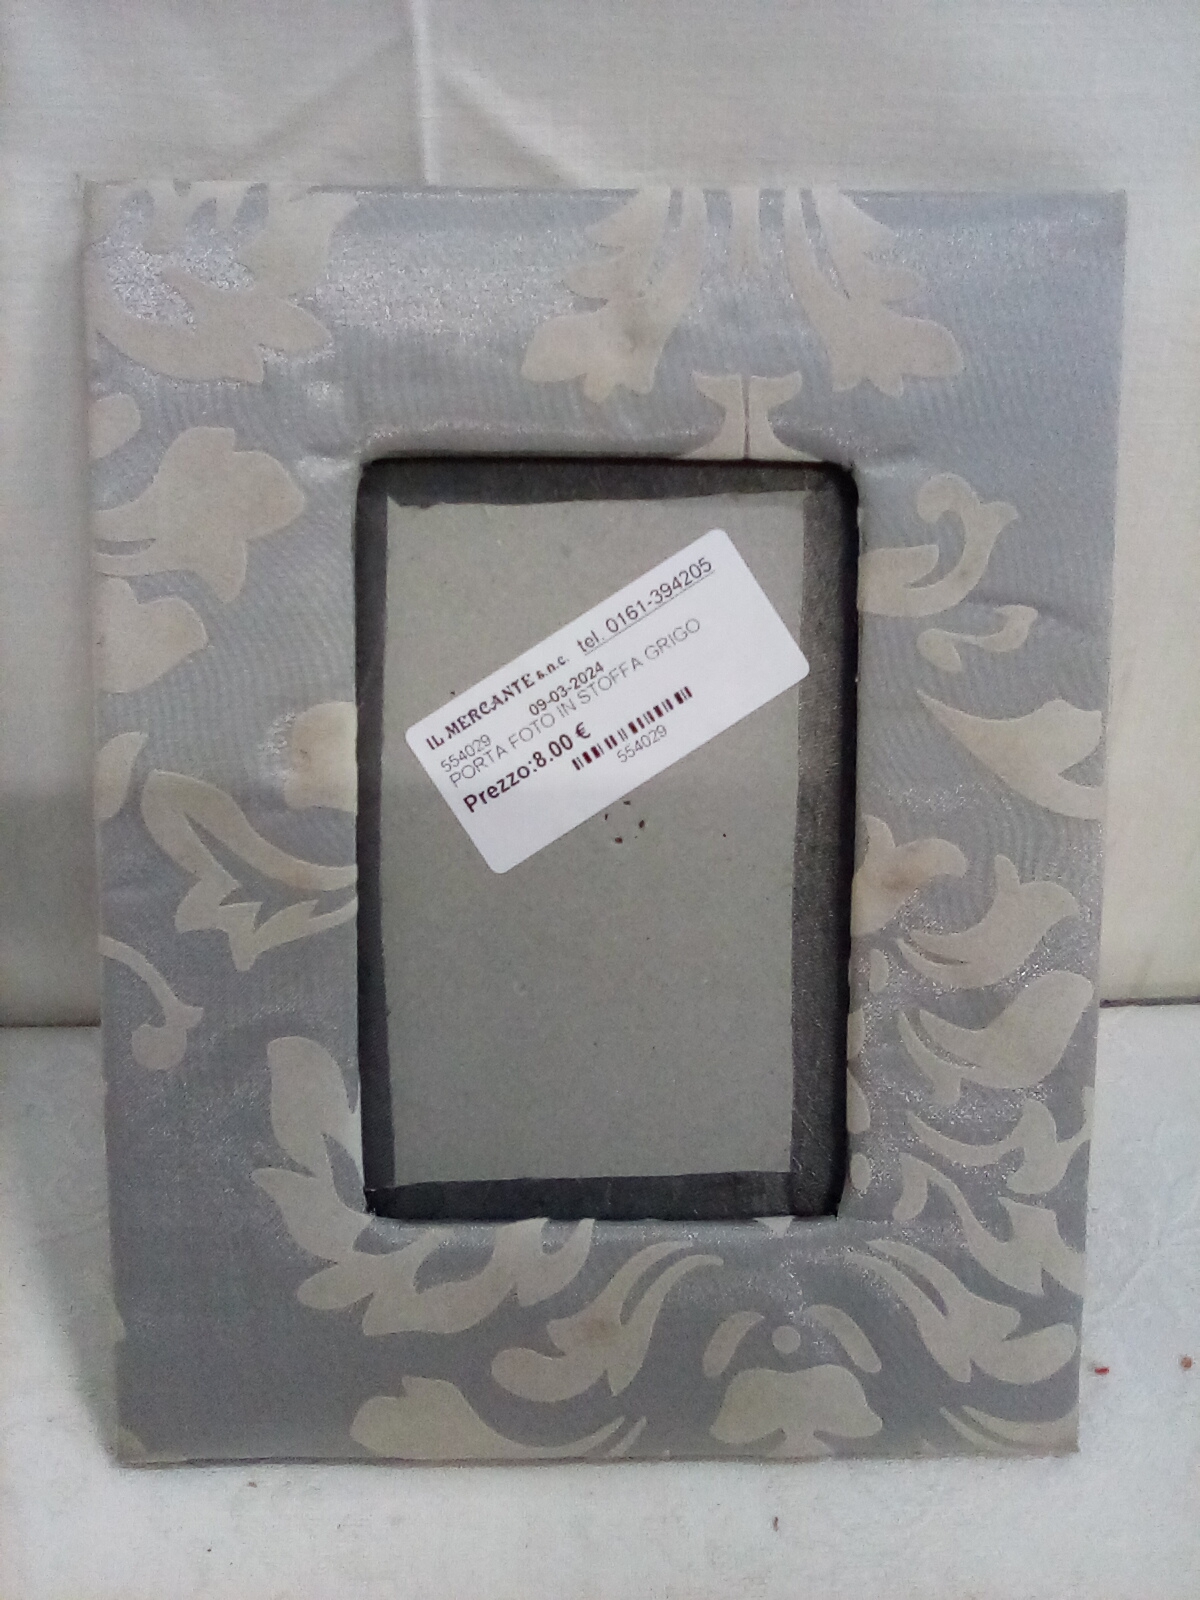 IL MERCANTE s.n.c. tel. 0161-394205
09-03-2024
554029
PORTA FOTO IN STOFFA GRIGO
Prezzo:8.00 €
554029